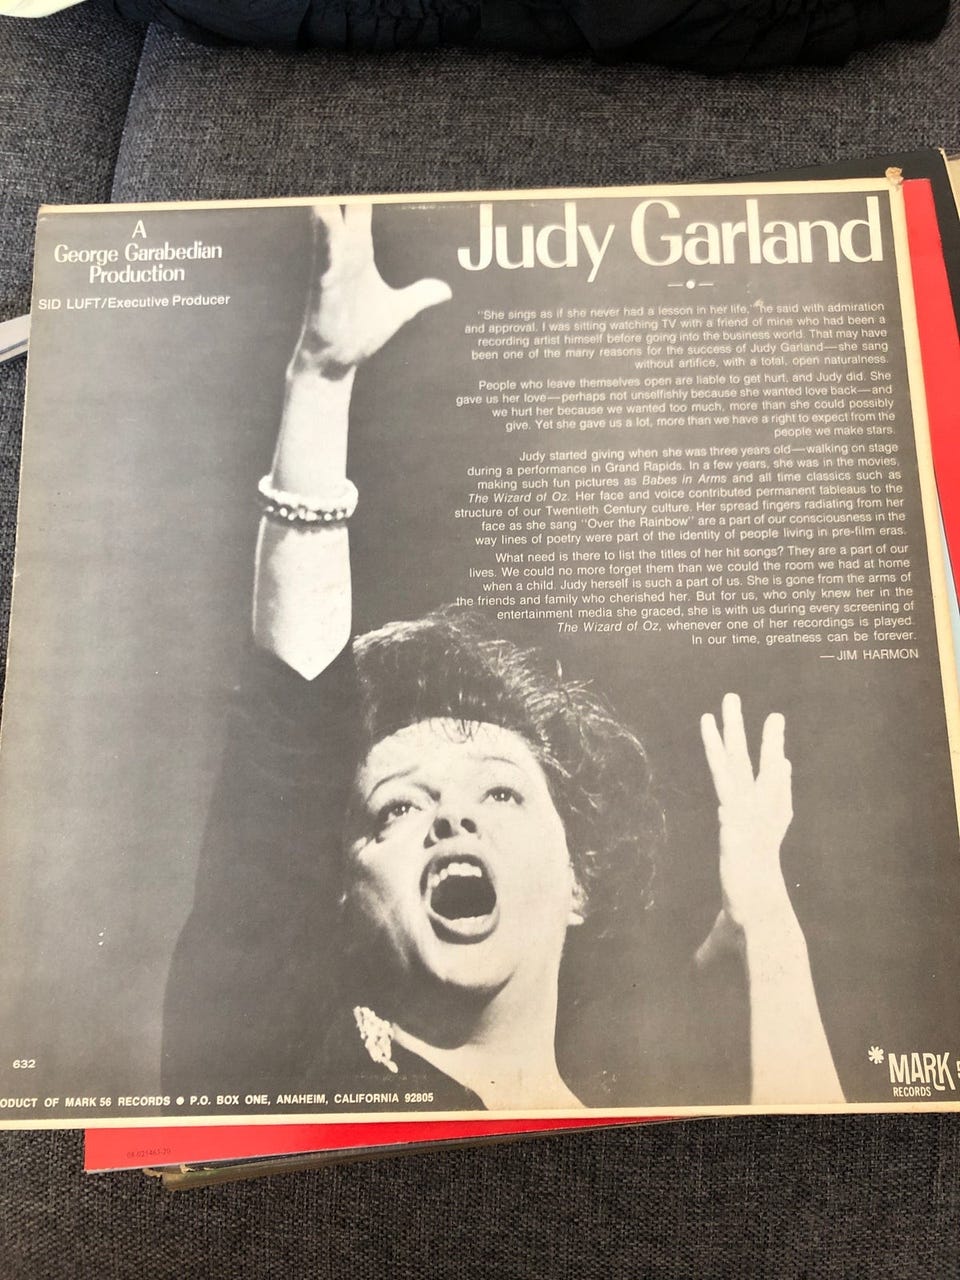 A
George Garabedian
Production
SID LUFT/Executive Producer
Judy Garland
"She sings as if she never had a lesson in her life," he said with admiration
and approval. I was sitting watching TV with a friend of mine who had been a
recording artist himself before going into the business world. That may have
been one of the many reasons for the success of Judy Garland—she sang
without artifice, with a total, open naturalness.
People who leave themselves open are liable to get hurt, and Judy did. She
gave us her love—perhaps not unselfishly because she wanted love back—and
we hurt her because we wanted too much, more than she could possibly
give. Yet she gave us a lot, more than we have a right to expect from the
people we make stars.
Judy started giving when she was three years old—walking on stage
during a performance in Grand Rapids. In a few years, she was in the movies,
making such fun pictures as Babes in Arms and all time classics such as
The Wizard of Oz. Her face and voice contributed permanent tableaus to the
structure of our Twentieth Century culture. Her spread fingers radiating from her
face as she sang "Over the Rainbow" are a part of our consciousness in the
way lines of poetry were part of the identity of people living in pre-film eras.
What need is there to list the titles of her hit songs? They are a part of our
lives. We could no more forget them than we could the room we had at home
when a child. Judy herself is such a part of us. She is gone from the arms of
the friends and family who cherished her. But for us, who only knew her in the
entertainment media she graced, she is with us during every screening of
The Wizard of Oz, whenever one of her recordings is played.
In our time, greatness can be forever.
—JIM HARMON
632
ODUCT OF MARK 56 RECORDS ● P.O. BOX ONE, ANAHEIM, CALIFORNIA 92805
*MARK 5
RECORDS